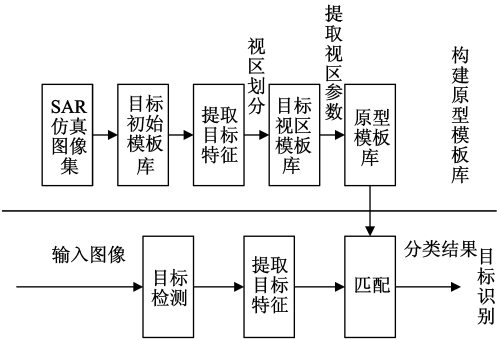 SAR
仿真
图像
集
目标
初始
模板
库
提取
目标
特征
视区划分
目标
视区
模板
库
提取视区参数
原型
模板
库
构建原型模板库
输入图像
目标
检测
提取
目标
特征
匹配
分类结果
目标识别